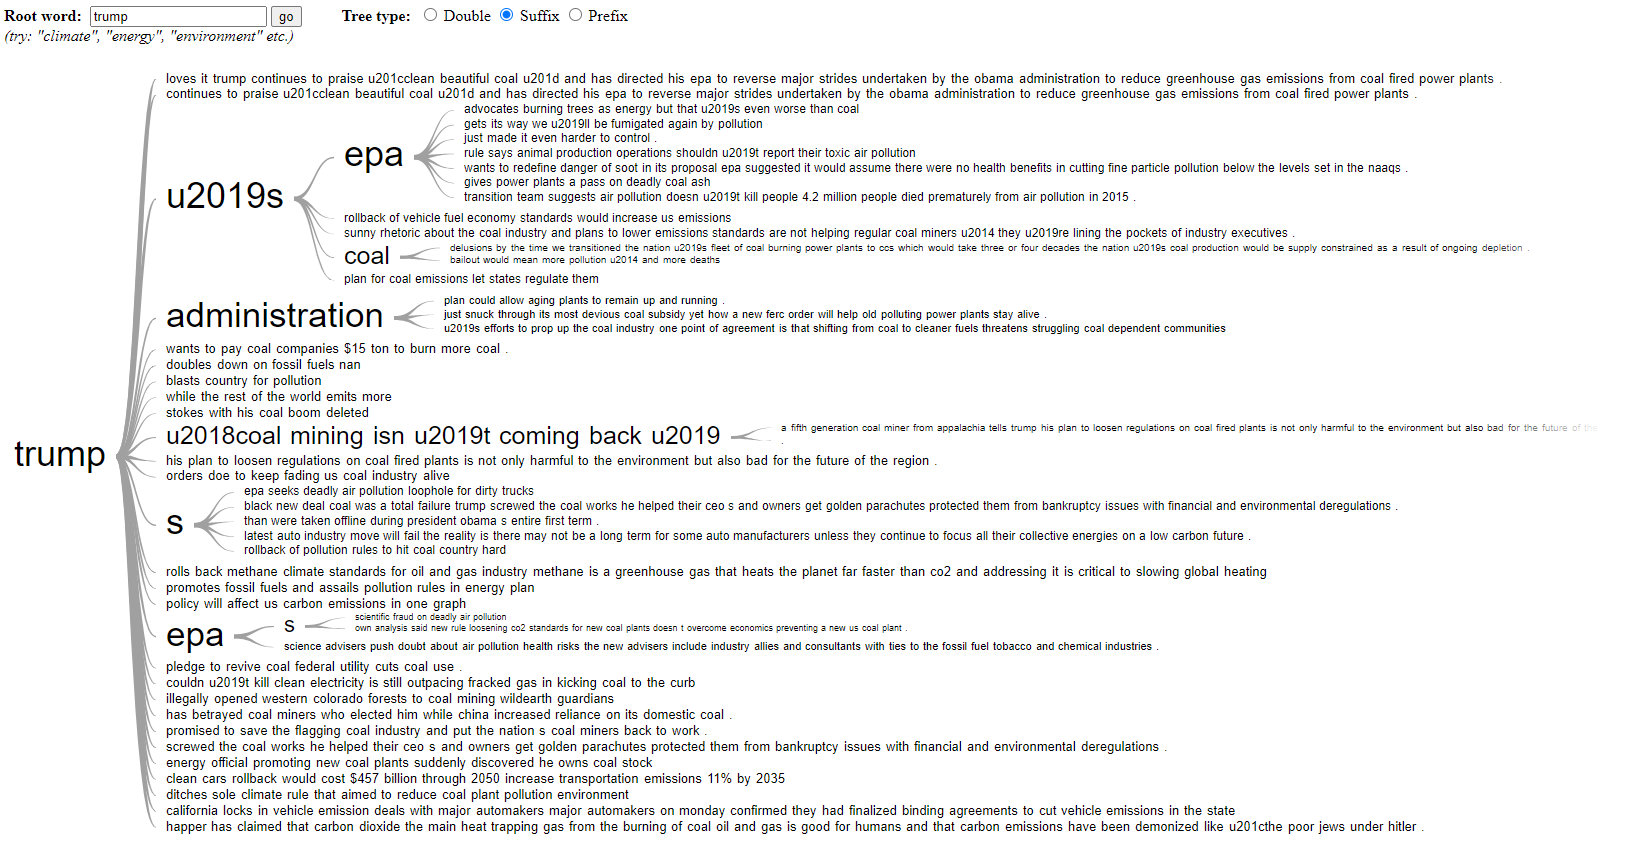 Root word: trump go Tree type: Double Suffix Prefix
(try: "climate", "energy", "environment" etc.)
loves it trump continues to praise u201cclean beautiful coal u201d and has directed his epa to reverse major strides undertaken by the obama administration to reduce greenhouse gas emissions from coal fired power plants .
continues to praise u201cclean beautiful coal u201d and has directed his epa to reverse major strides undertaken by the obama administration to reduce greenhouse gas emissions from coal fired power plants .
advocates burning trees as energy but that u2019s even worse than coal
gets its way we u2019ll be fumigated again by pollution
just made it even harder to control .
epa
rule says animal production operations shouldn u2019t report their toxic air pollution
wants to redefine danger of soot in its proposal epa suggested it would assume there were no health benefits in cutting fine particle pollution below the levels set in the naaqs .
gives power plants a pass on deadly coal ash
u2019s
transition team suggests air pollution doesn u2019t kill people 4.2 million people died prematurely from air pollution in 2015 .
rollback of vehicle fuel economy standards would increase us emissions
sunny rhetoric about the coal industry and plans to lower emissions standards are not helping regular coal miners u2014 they u2019re lining the pockets of industry executives .
delusions by the time we transitioned the nation u2019s fleet of coal burning power plants to ccs which would take three or four decades the nation u2019s coal production would be supply constrained as a result of ongoing depletion .
coal
bailout would mean more pollution u2014 and more deaths
plan for coal emissions let states regulate them
plan could allow aging plants to remain up and running .
administration
just snuck through its most devious coal subsidy yet how a new ferc order will help old polluting power plants stay alive .
u2019s efforts to prop up the coal industry one point of agreement is that shifting from coal to cleaner fuels threatens struggling coal dependent communities
wants to pay coal companies $15 ton to burn more coal .
doubles down on fossil fuels nan
blasts country for pollution
while the rest of the world emits more
stokes with his coal boom deleted
u2018coal mining isn u2019t coming back u2019
a fifth generation coal miner from appalachia tells trump his plan to loosen regulations on coal fired plants is not only harmful to the environment but also bad for the future of the
.
trump
his plan to loosen regulations on coal fired plants is not only harmful to the environment but also bad for the future of the region .
orders doe to keep fading us coal industry alive
epa seeks deadly air pollution loophole for dirty trucks
black new deal coal was a total failure trump screwed the coal works he helped their ceo s and owners get golden parachutes protected them from bankruptcy issues with financial and environmental deregulations .
s
than were taken offline during president obama s entire first term .
latest auto industry move will fail the reality is there may not be a long term for some auto manufacturers unless they continue to focus all their collective energies on a low carbon future .
rollback of pollution rules to hit coal country hard
rolls back methane climate standards for oil and gas industry methane is a greenhouse gas that heats the planet far faster than co2 and addressing it is critical to slowing global heating
promotes fossil fuels and assails pollution rules in energy plan
policy will affect us carbon emissions in one graph
scientific fraud on deadly air pollution
s
own analysis said new rule loosening co2 standards for new coal plants doesn t overcome economics preventing a new us coal plant .
epa
science advisers push doubt about air pollution health risks the new advisers include industry allies and consultants with ties to the fossil fuel tobacco and chemical industries .
pledge to revive coal federal utility cuts coal use .
couldn u2019t kill clean electricity is still outpacing fracked gas in kicking coal to the curb
illegally opened western colorado forests to coal mining wildearth guardians
has betrayed coal miners who elected him while china increased reliance on its domestic coal .
promised to save the flagging coal industry and put the nation s coal miners back to work .
screwed the coal works he helped their ceo s and owners get golden parachutes protected them from bankruptcy issues with financial and environmental deregulations .
energy official promoting new coal plants suddenly discovered he owns coal stock
clean cars rollback would cost $457 billion through 2050 increase transportation emissions 11% by 2035
ditches sole climate rule that aimed to reduce coal plant pollution environment
california locks in vehicle emission deals with major automakers major automakers on monday confirmed they had finalized binding agreements to cut vehicle emissions in the state
happer has claimed that carbon dioxide the main heat trapping gas from the burning of coal oil and gas is good for humans and that carbon emissions have been demonized like u201cthe poor jews under hitler .